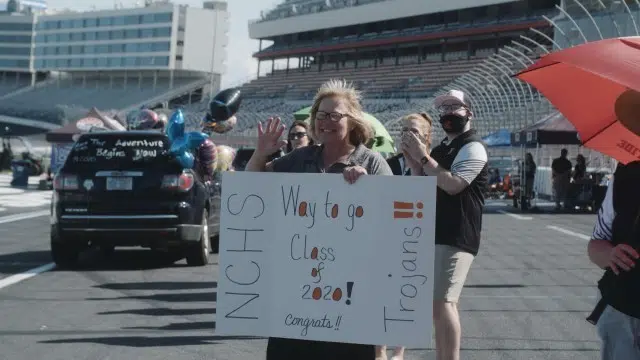 The Adventure
Begins Now
NCHS
Way to go
Class
of
2020!
Congrats!!
Trojans!!